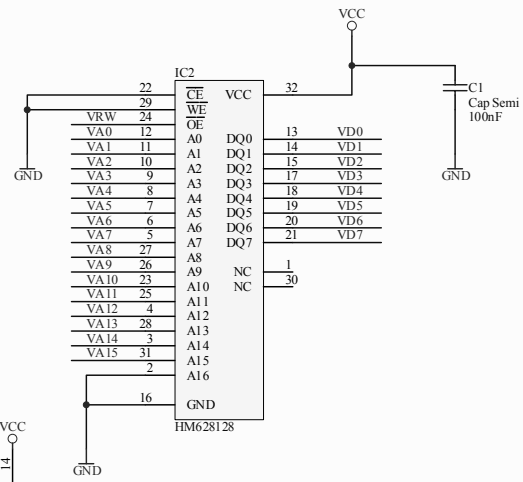 VCC
IC2
22 CE VCC 32
29 WE
VRW 24 OE
VA0 12 A0 DQ0 13 VD0
VA1 11 A1 DQ1 14 VD1
VA2 10 A2 DQ2 15 VD2
VA3 9 A3 DQ3 17 VD3
VA4 8 A4 DQ4 18 VD4
VA5 7 A5 DQ5 19 VD5
VA6 6 A6 DQ6 20 VD6
VA7 5 A7 DQ7 21 VD7
VA8 27 A8
VA9 26 A9 NC 1
VA10 23 A10 NC 30
VA11 25 A11
VA12 4 A12
VA13 28 A13
VA14 3 A14
VA15 31 A15
2 A16
16 GND
HM628128
GND
GND
C1
Cap Semi
100nF
GND
VCC
14